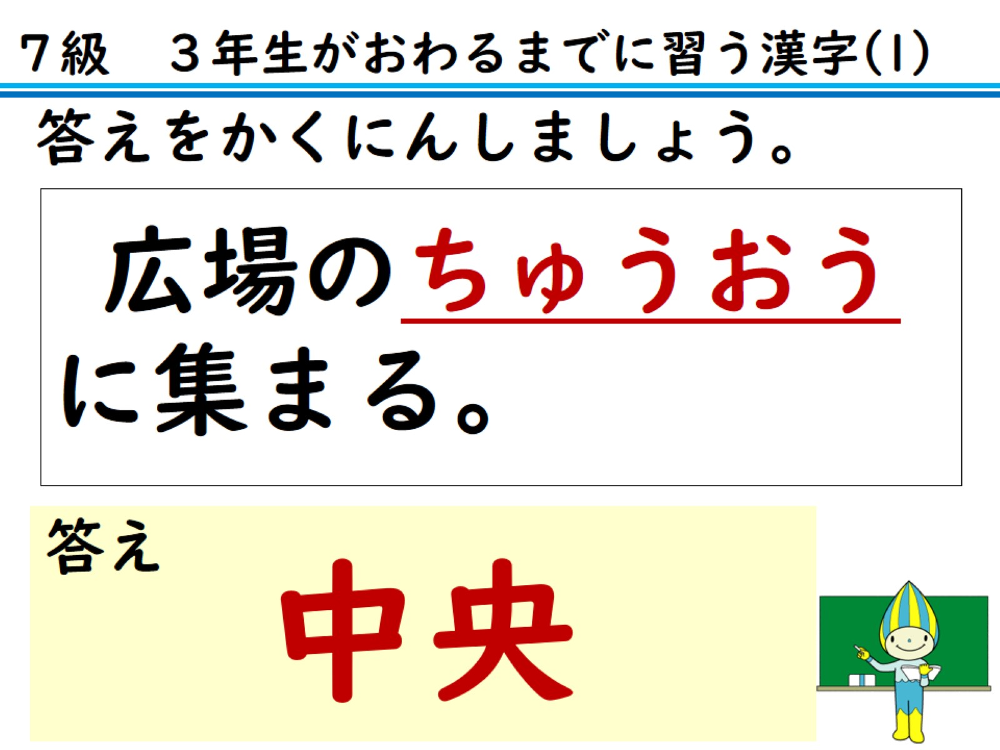 ７級　３年生がおわるまでに習う漢字(1)
答えをかくにんしましょう。
広場のちゅうおう
に集まる。
答え
中央